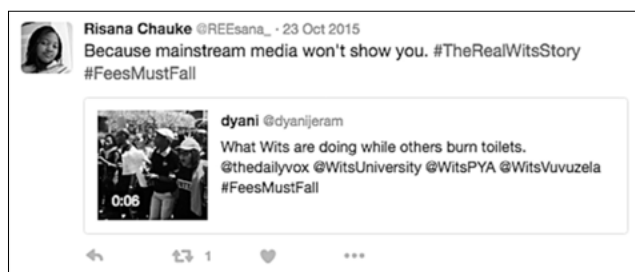 Risana Chauke @REEsana_ · 23 Oct 2015
Because mainstream media won't show you. #TheRealWitsStory
#FeesMustFall
dyani @dyanijeram
What Wits are doing while others burn toilets.
@thedailyvox @WitsUniversity @WitsPYA @WitsVuvuzela
#FeesMustFall
0:06
1